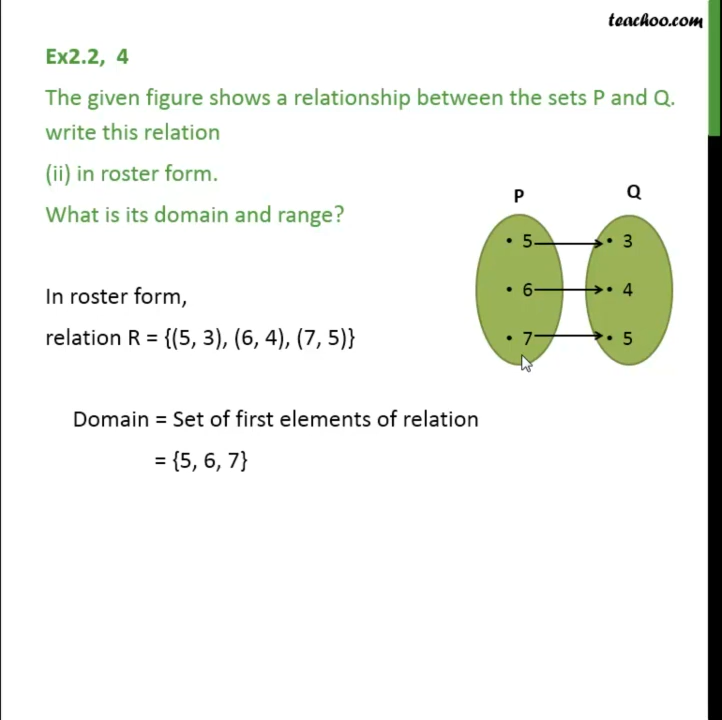 teachoo.com
Ex2.2, 4
The given figure shows a relationship between the sets P and Q.
write this relation
(ii) in roster form.
What is its domain and range?
P Q
• 5 • 3
• 6 • 4
• 7 • 5
In roster form,
relation R = {(5, 3), (6, 4), (7, 5)}
Domain = Set of first elements of relation
= {5, 6, 7}